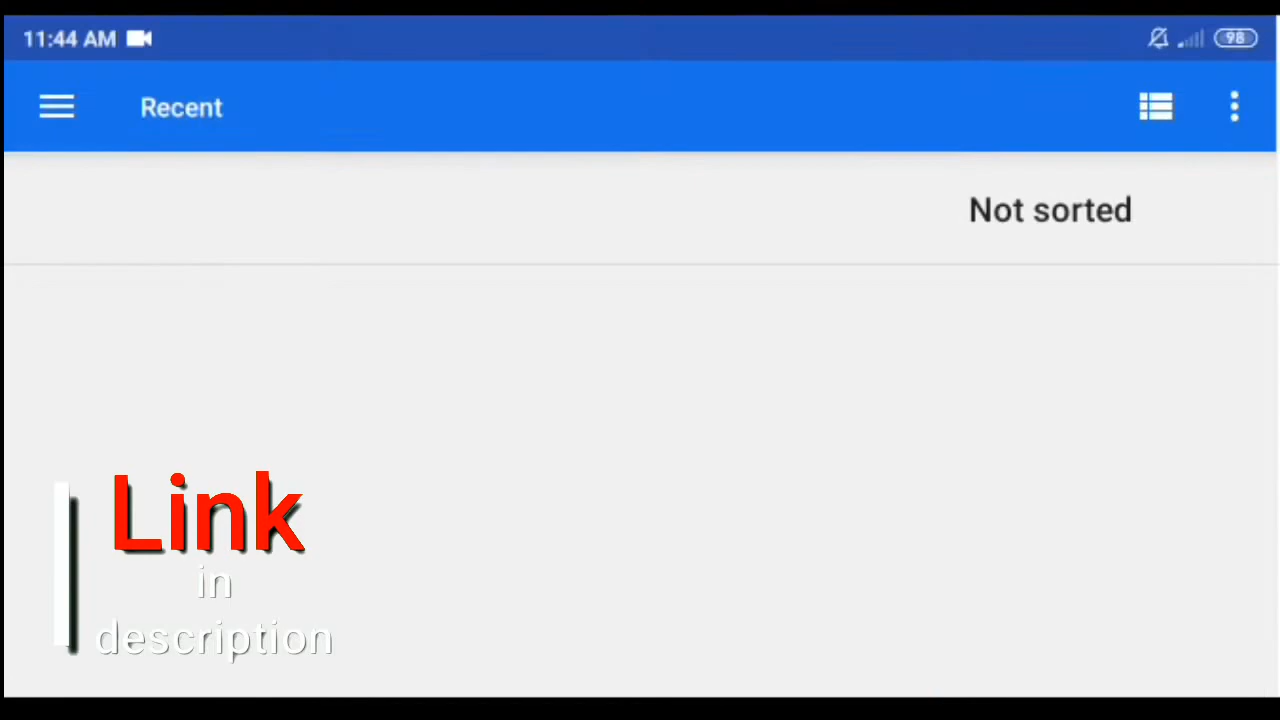 11:44 AM
98
Recent
Not sorted
Link
in
description